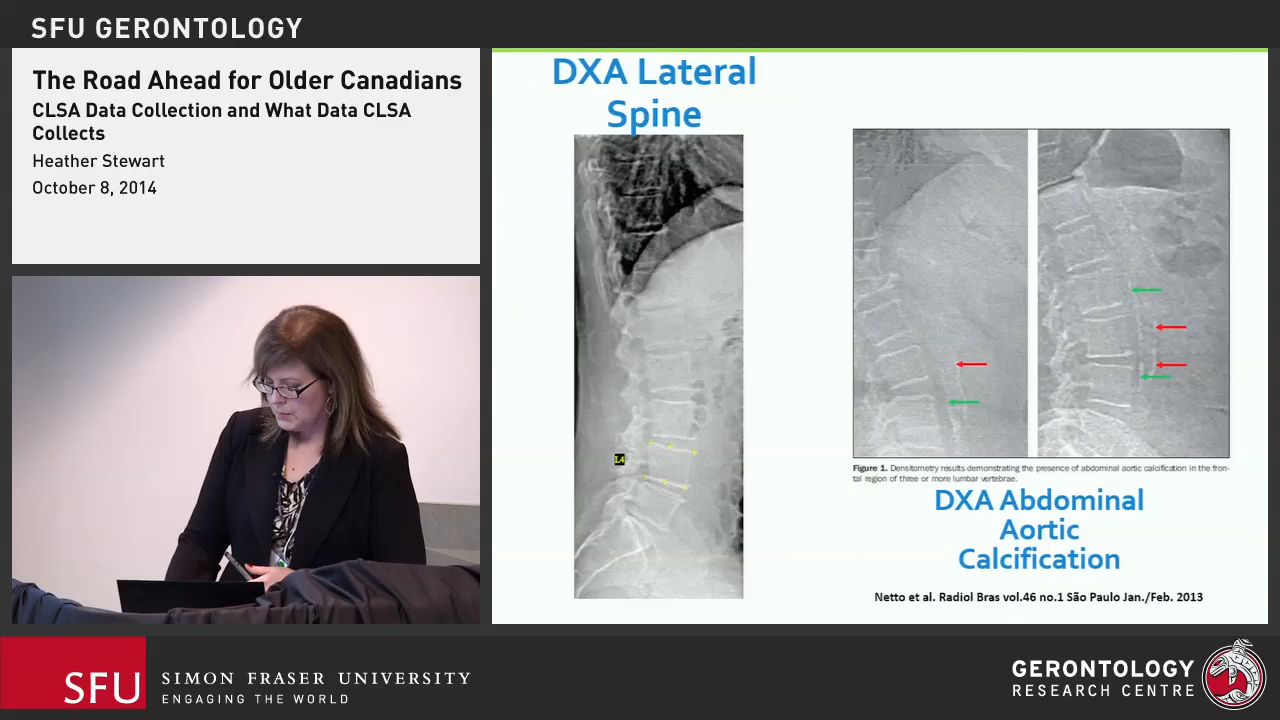 SFU GERONTOLOGY
The Road Ahead for Older Canadians
CLSA Data Collection and What Data CLSA
Collects
Heather Stewart
October 8, 2014
DXA Lateral
Spine
L4
Figure 1. Densitometry results demonstrating the presence of abdominal aortic calcification in the fron-
tal region of three or more lumbar vertebrae.
DXA Abdominal
Aortic
Calcification
Netto et al. Radiol Bras vol.46 no.1 São Paulo Jan./Feb. 2013
SFU
SIMON FRASER UNIVERSITY
ENGAGING THE WORLD
GERONTOLOGY
RESEARCH CENTRE